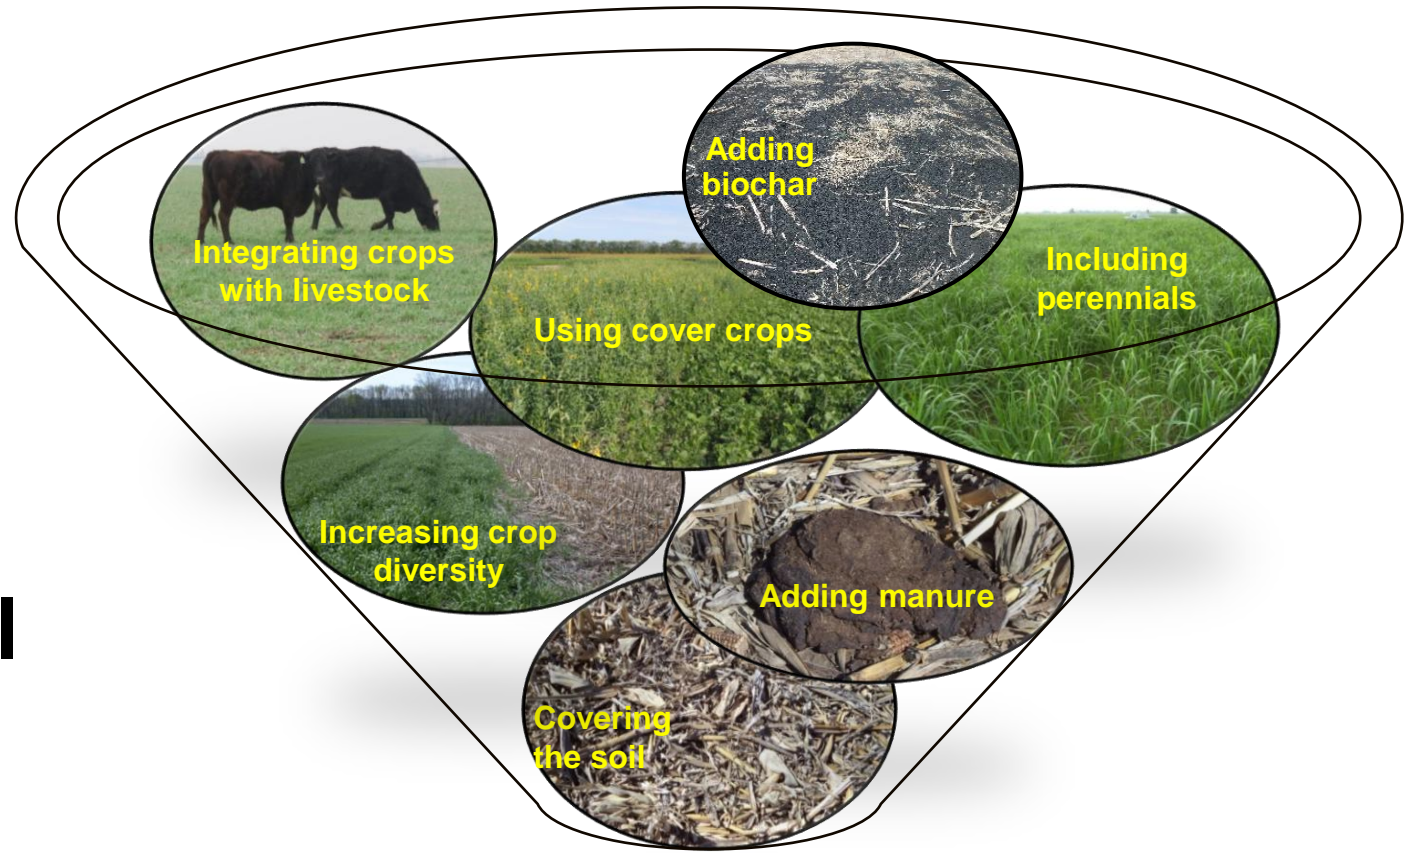 Adding
biochar
Integrating crops
with livestock
Including
perennials
Using cover crops
Increasing crop
diversity
Adding manure
Covering
the soil